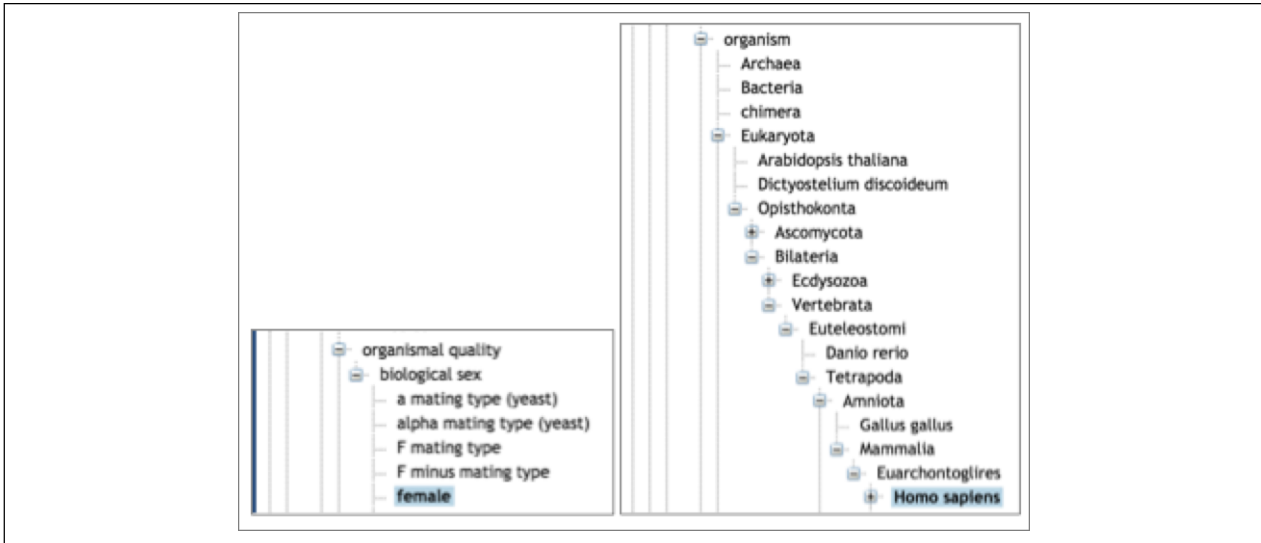 organismal quality
biological sex
a mating type (yeast)
alpha mating type (yeast)
F mating type
F minus mating type
female
organism
Archaea
Bacteria
chimera
Eukaryota
Arabidopsis thaliana
Dictyostelium discoideum
Opisthokonta
Ascomycota
Bilateria
Ecdysozoa
Vertebrata
Euteleostomi
Danio rerio
Tetrapoda
Amniota
Gallus gallus
Mammalia
Euarchontoglires
Homo sapiens